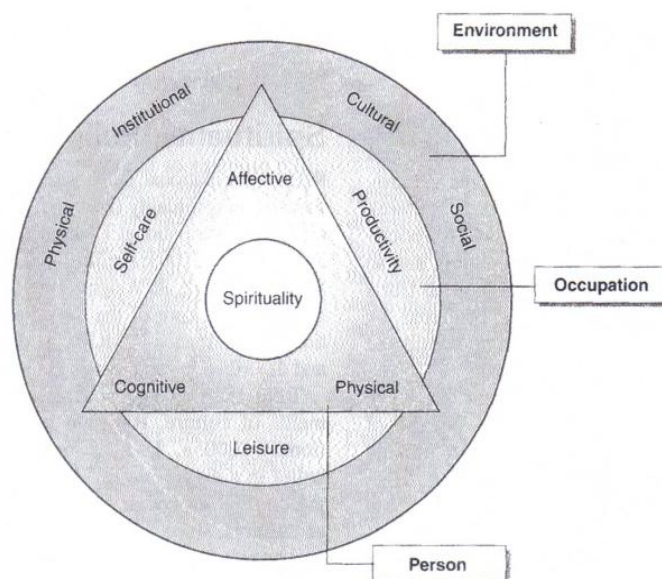 Environment
Institutional
Cultural
Affective
Physical
Self-care
Productivity
Social
Occupation
Spirituality
Cognitive
Physical
Leisure
Person